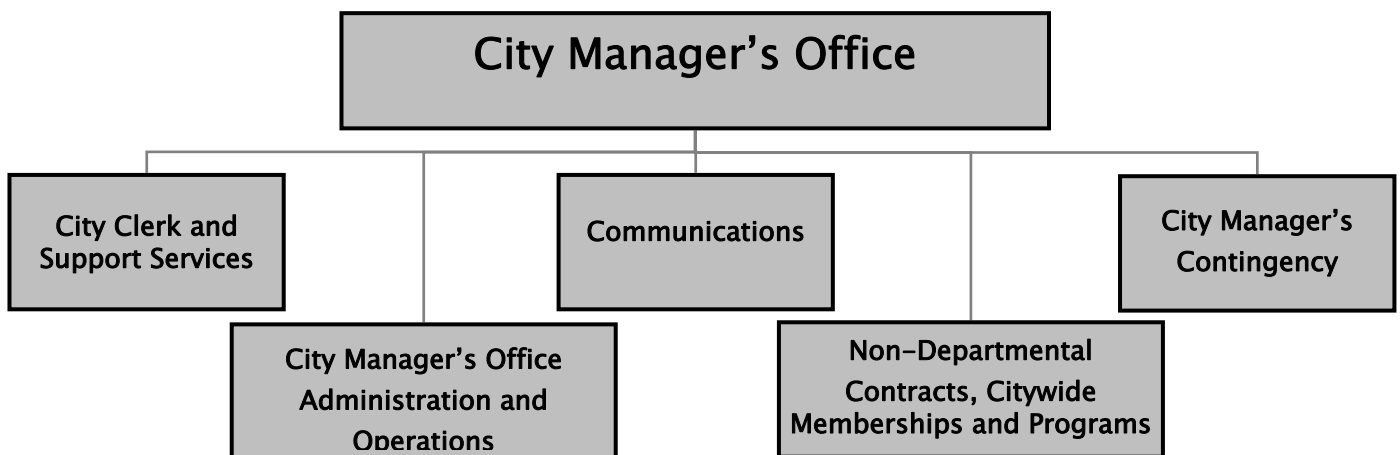 City Manager’s Office
City Clerk and
Support Services
Communications
City Manager’s
Contingency
City Manager’s Office
Administration and
Operations
Non-Departmental
Contracts, Citywide
Memberships and Programs